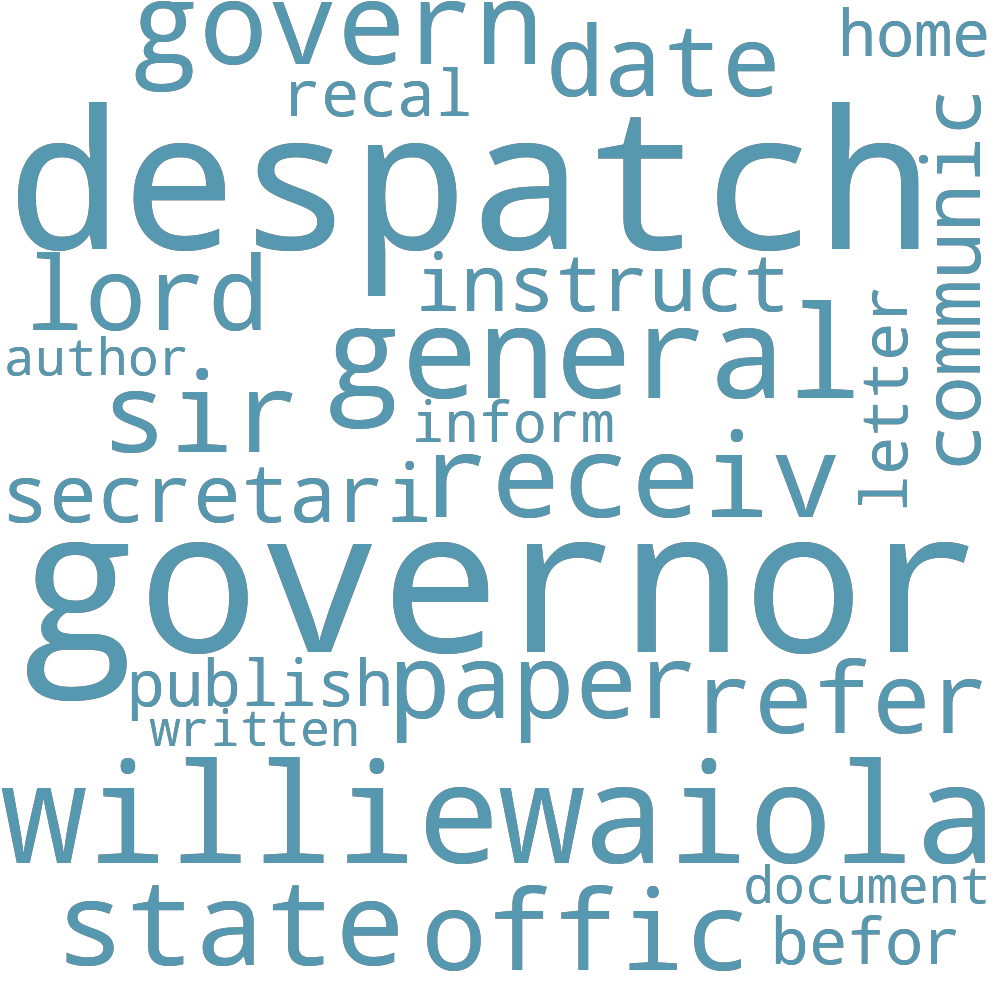 govern
date
home
recal
despatch
communic
lord
instruct
letter
general
author
sir
inform
receiv
secretari
governor
publish
paper
refer
written
williewaiola
state
offic
document
befor